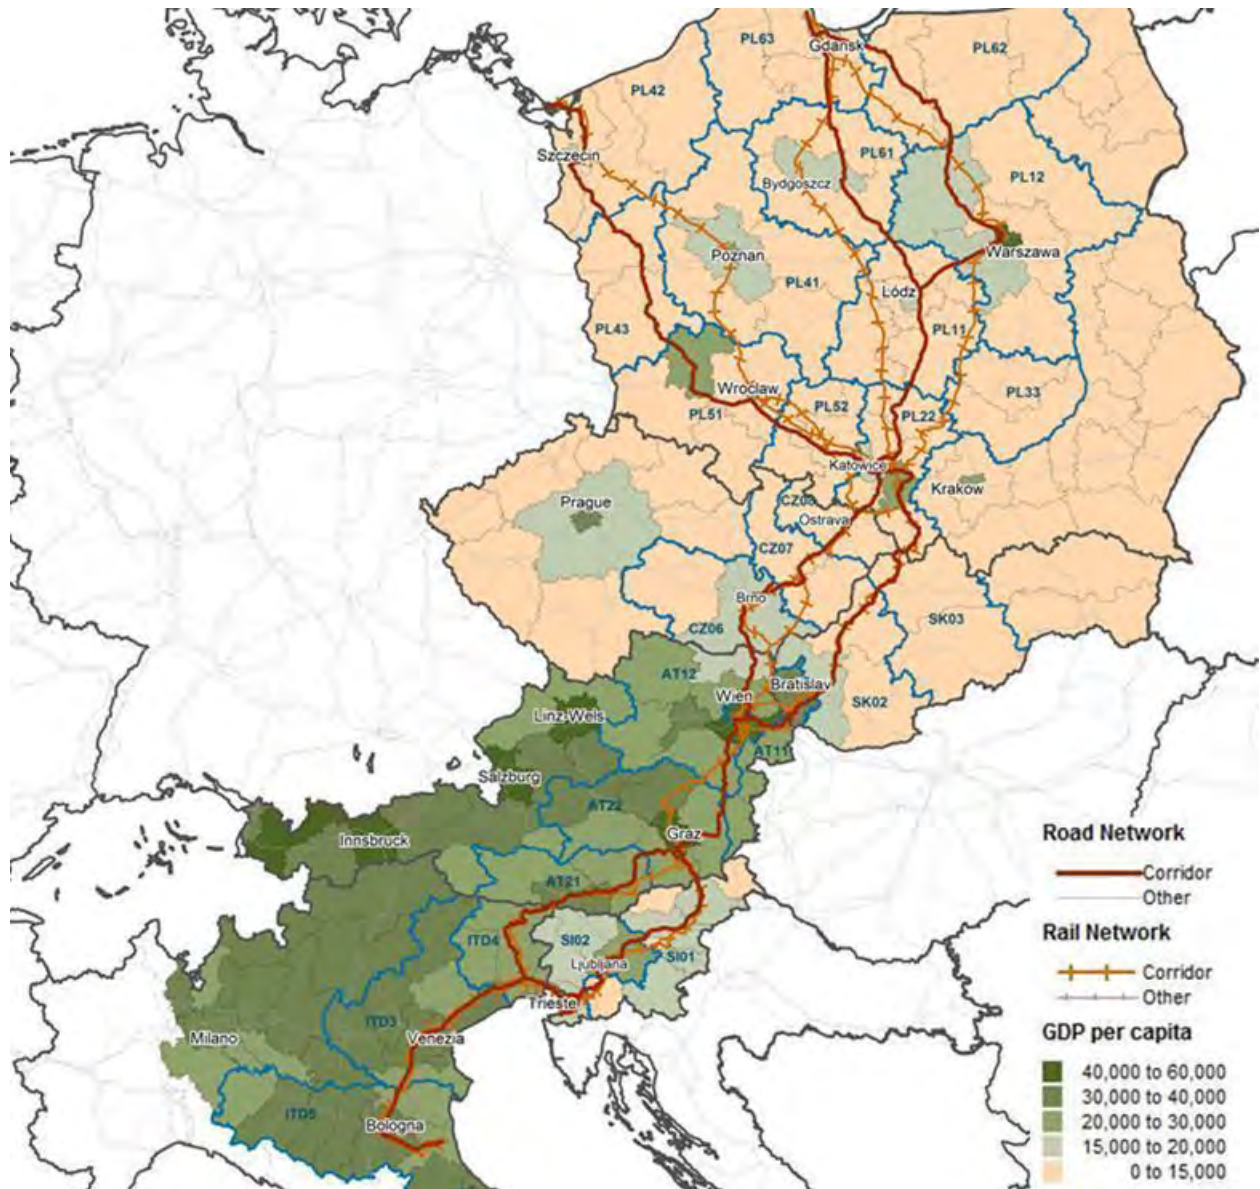 PL63
Gdańsk
PL62
PL42
Szczecin
PL61
PL12
Bydgoszcz
Poznan
Warszawa
PL41
Łódz
PL43
PL11
Wrocław
PL51
PL52
PL22
PL33
Katowice
Kraków
Prague
CZ08
Ostrava
CZ07
Brno
CZ06
SK03
AT12
Wien
Bratislav
SK02
Linz-Wels
AT11
Salzburg
AT22
Innsbruck
Graz
AT21
ITD4
SI02
Ljubljana
SI01
Trieste
ITD3
Venezia
Milano
ITD5
Bologna
Road Network
Corridor
Other
Rail Network
Corridor
Other
GDP per capita
40,000 to 60,000
30,000 to 40,000
20,000 to 30,000
15,000 to 20,000
0 to 15,000